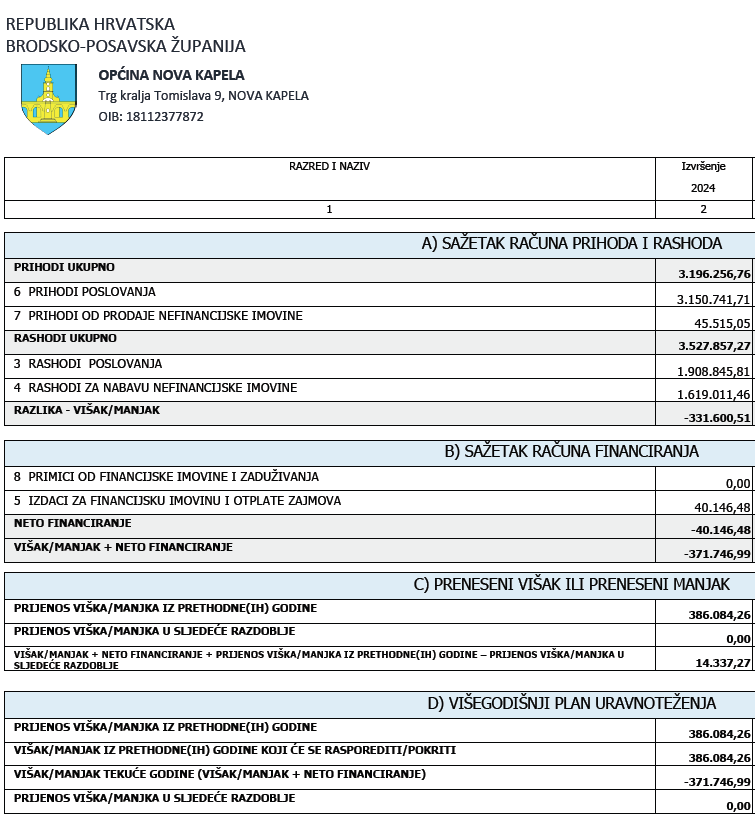 REPUBLIKA HRVATSKA
BRODSKO-POSAVSKA ŽUPANIJA
OPĆINA NOVA KAPELA
Trg kralja Tomislava 9, NOVA KAPELA
OIB: 18112377872
RAZRED I NAZIV Izvršenje
2024
1 2
A) SAŽETAK RAČUNA PRIHODA I RASHODA
PRIHODI UKUPNO 3.196.256,76
6 PRIHODI POSLOVANJA 3.150.741,71
7 PRIHODI OD PRODAJE NEFINANCIJSKE IMOVINE 45.515,05
RASHODI UKUPNO 3.527.857,27
3 RASHODI POSLOVANJA 1.908.845,81
4 RASHODI ZA NABAVU NEFINANCIJSKE IMOVINE 1.619.011,46
RAZLIKA - VIŠAK/MANJAK -331.600,51
B) SAŽETAK RAČUNA FINANCIRANJA
8 PRIMICI OD FINANCIJSKE IMOVINE I ZADUŽIVANJA 0,00
5 IZDACI ZA FINANCIJSKU IMOVINU I OTPLATE ZAJMOVA 40.146,48
NETO FINANCIRANJE -40.146,48
VIŠAK/MANJAK + NETO FINANCIRANJE -371.746,99
C) PRENESENI VIŠAK ILI PRENESENI MANJAK
PRIJENOS VIŠKA/MANJKA IZ PRETHODNE(IH) GODINE 386.084,26
PRIJENOS VIŠKA/MANJKA U SLJEDEĆE RAZDOBLJE 0,00
VIŠAK/MANJAK + NETO FINANCIRANJE + PRIJENOS VIŠKA/MANJKA IZ PRETHODNE(IH) GODINE – PRIJENOS VIŠKA/MANJKA U
SLJEDEĆE RAZDOBLJE 14.337,27
D) VIŠEGODIŠNJI PLAN URAVNOTEŽENJA
PRIJENOS VIŠKA/MANJKA IZ PRETHODNE(IH) GODINE 386.084,26
VIŠAK/MANJAK IZ PRETHODNE(IH) GODINE KOJI ĆE SE RASPOREDITI/POKRITI 386.084,26
VIŠAK/MANJAK TEKUĆE GODINE (VIŠAK/MANJAK + NETO FINANCIRANJE) -371.746,99
PRIJENOS VIŠKA/MANJKA U SLJEDEĆE RAZDOBLJE 0,00